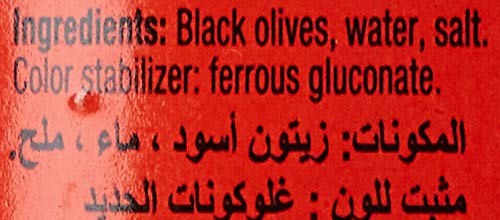 Ingredients: Black olives, water, salt.
Color stabilizer: ferrous gluconate.
المكونات: زيتون أسود ، ماء ، ملح.
مثبت للون : غلوكونات الحديد